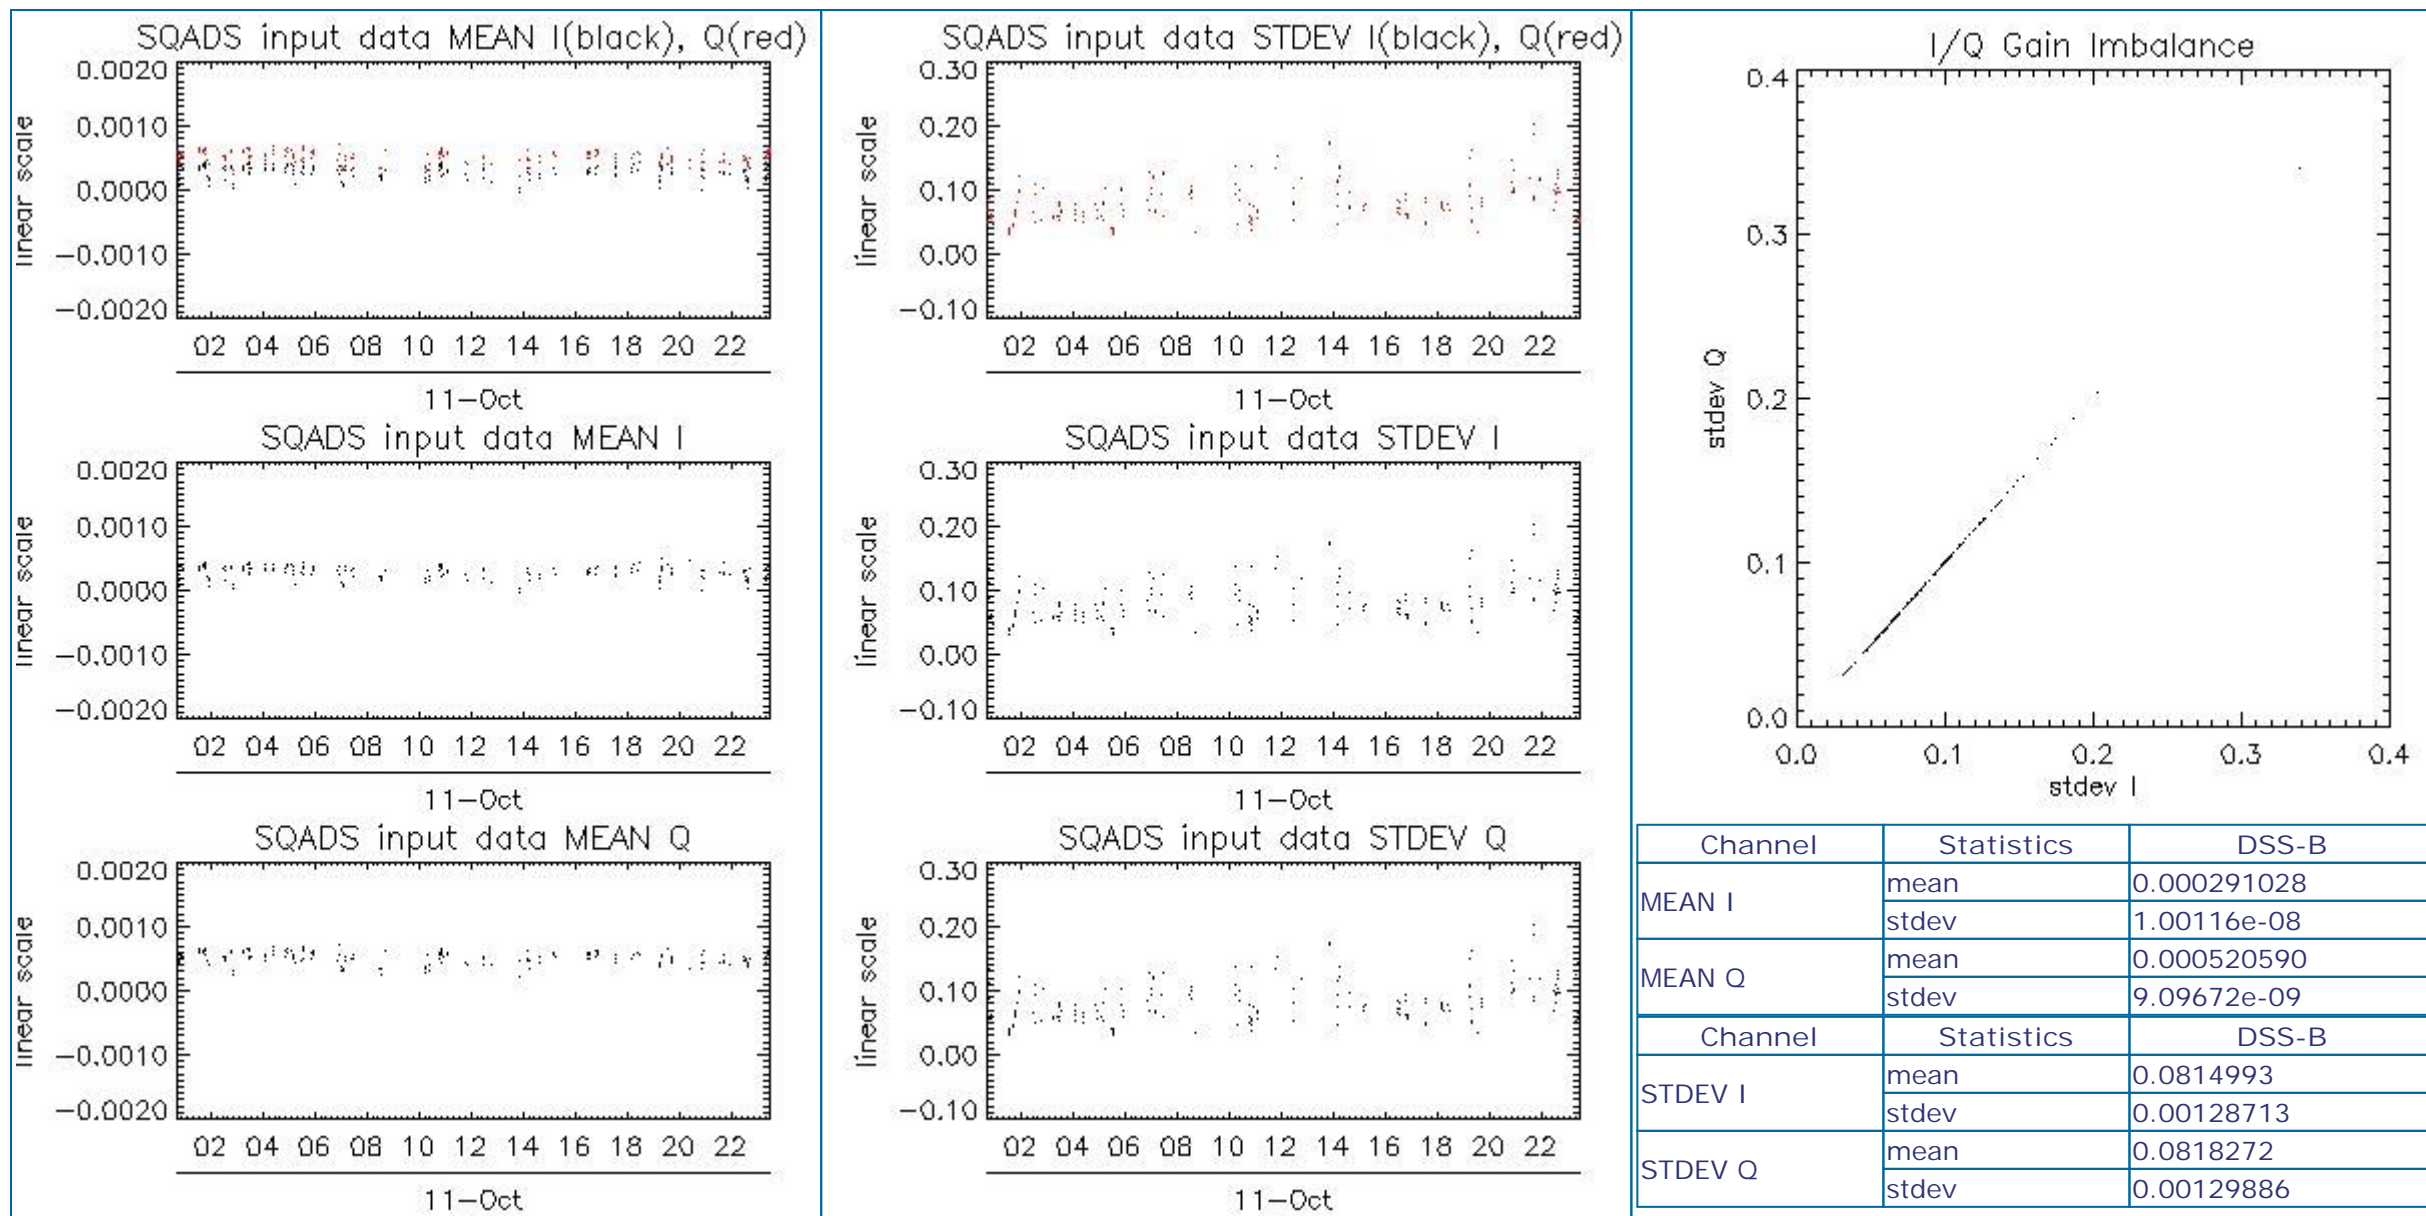 SQADS input data MEAN I(black), Q(red)
0.0020
0.0010
0.0000
−0.0010
−0.0020
linear scale
02 04 06 08 10 12 14 16 18 20 22
11−Oct
SQADS input data MEAN I
0.0020
0.0010
0.0000
−0.0010
−0.0020
linear scale
02 04 06 08 10 12 14 16 18 20 22
11−Oct
SQADS input data MEAN Q
0.0020
0.0010
0.0000
−0.0010
−0.0020
linear scale
02 04 06 08 10 12 14 16 18 20 22
11−Oct
SQADS input data STDEV I(black), Q(red)
0.30
0.20
0.10
0.00
−0.10
linear scale
02 04 06 08 10 12 14 16 18 20 22
11−Oct
SQADS input data STDEV I
0.30
0.20
0.10
0.00
−0.10
linear scale
02 04 06 08 10 12 14 16 18 20 22
11−Oct
SQADS input data STDEV Q
0.30
0.20
0.10
0.00
−0.10
linear scale
02 04 06 08 10 12 14 16 18 20 22
11−Oct
I/Q Gain Imbalance
0.4
0.3
0.2
0.1
0.0
stdev Q
0.0 0.1 0.2 0.3 0.4
stdev I
Channel Statistics DSS-B
MEAN I mean 0.000291028
stdev 1.00116e-08
MEAN Q mean 0.000520590
stdev 9.09672e-09
Channel Statistics DSS-B
STDEV I mean 0.0814993
stdev 0.00128713
STDEV Q mean 0.0818272
stdev 0.00129886